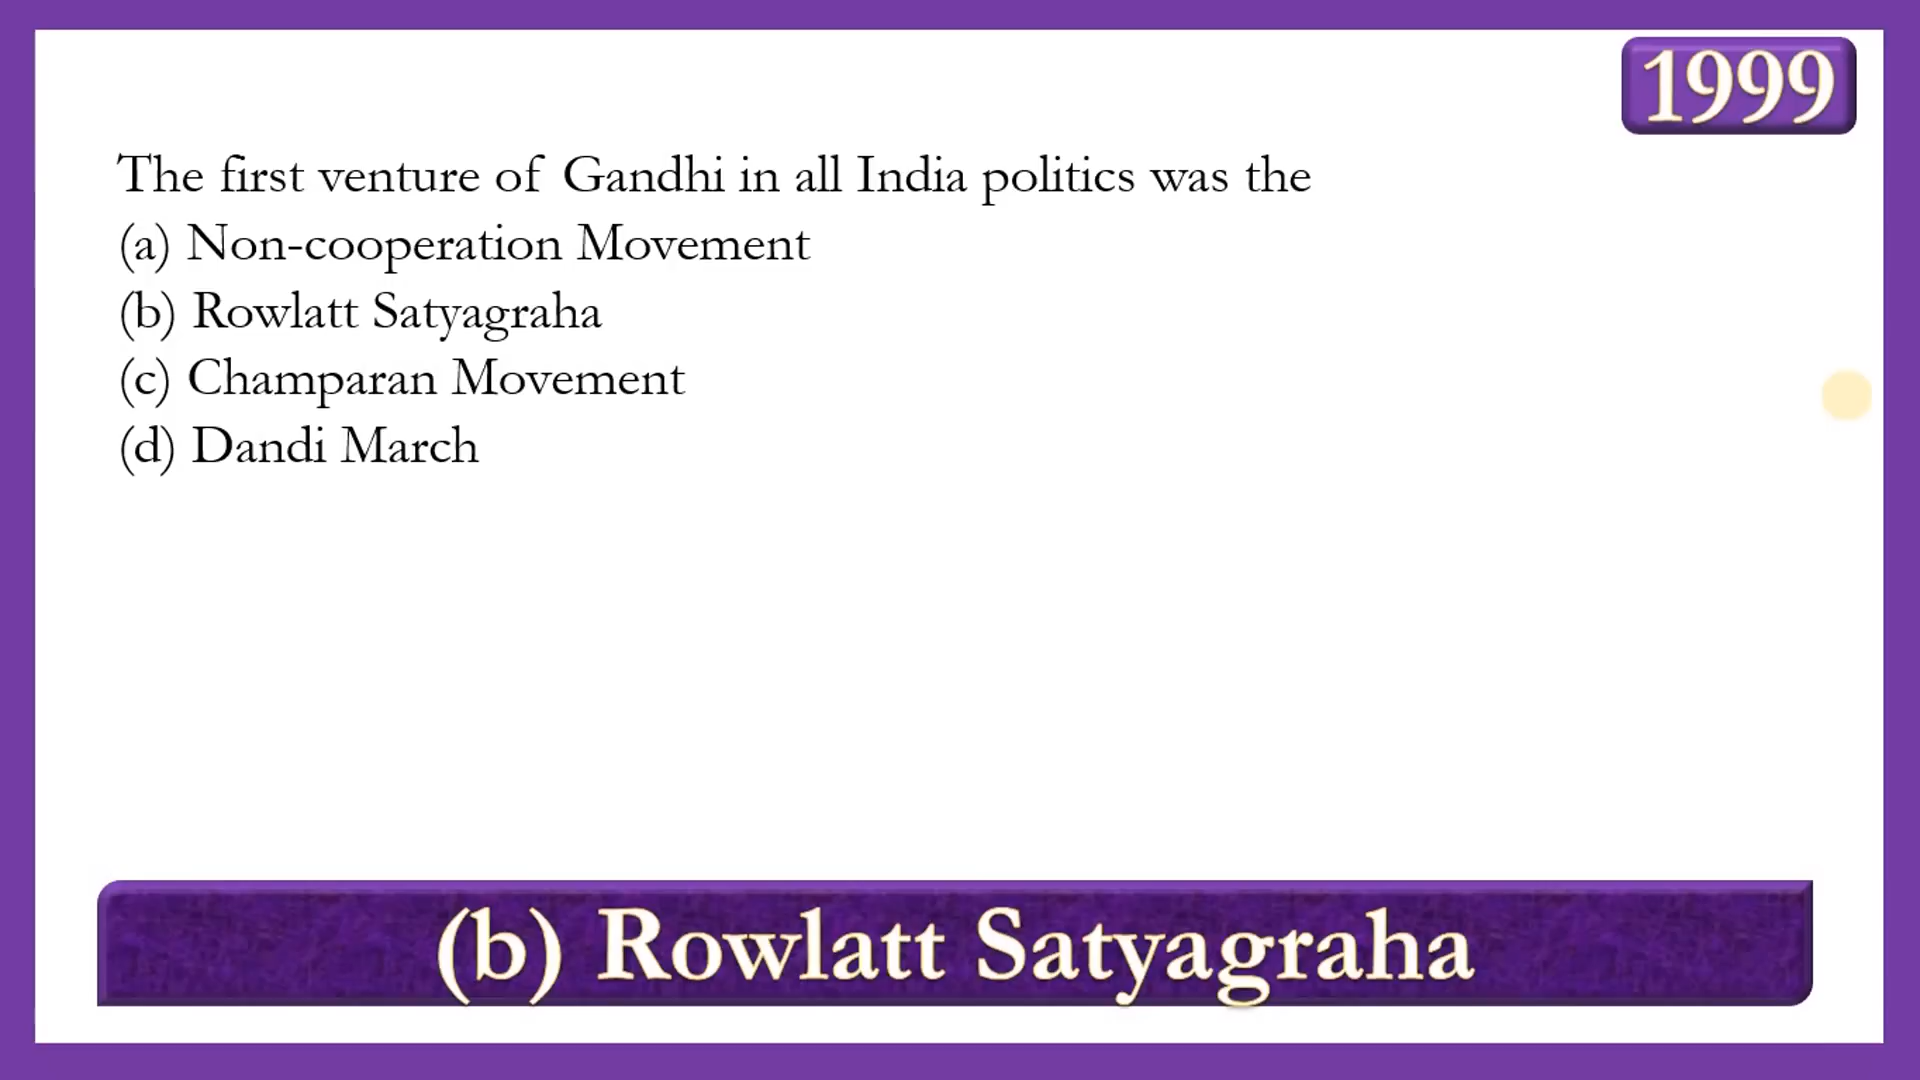 1999
The first venture of Gandhi in all India politics was the
(a) Non-cooperation Movement
(b) Rowlatt Satyagraha
(c) Champaran Movement
(d) Dandi March
(b) Rowlatt Satyagraha